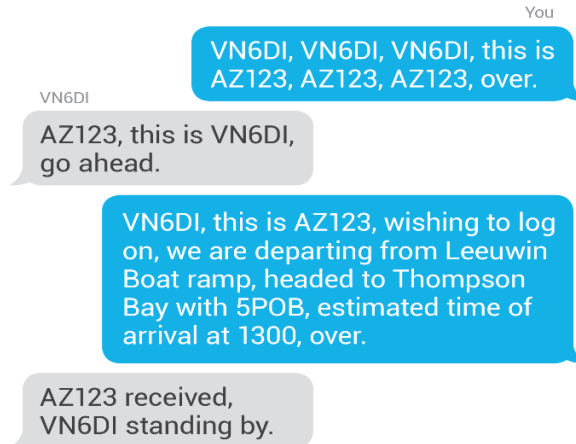 You
VN6DI, VN6DI, VN6DI, this is
AZ123, AZ123, AZ123, over.
VN6DI
AZ123, this is VN6DI,
go ahead.
VN6DI, this is AZ123, wishing to log
on, we are departing from Leeuwin
Boat ramp, headed to Thompson
Bay with 5POB, estimated time of
arrival at 1300, over.
AZ123 received,
VN6DI standing by.